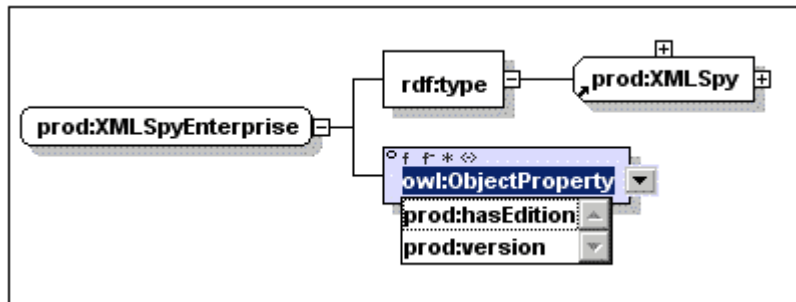 rdf:type
prod:XMLSpy
prod:XMLSpyEnterprise
f f- * <>
owl:ObjectProperty
prod:hasEdition
prod:version